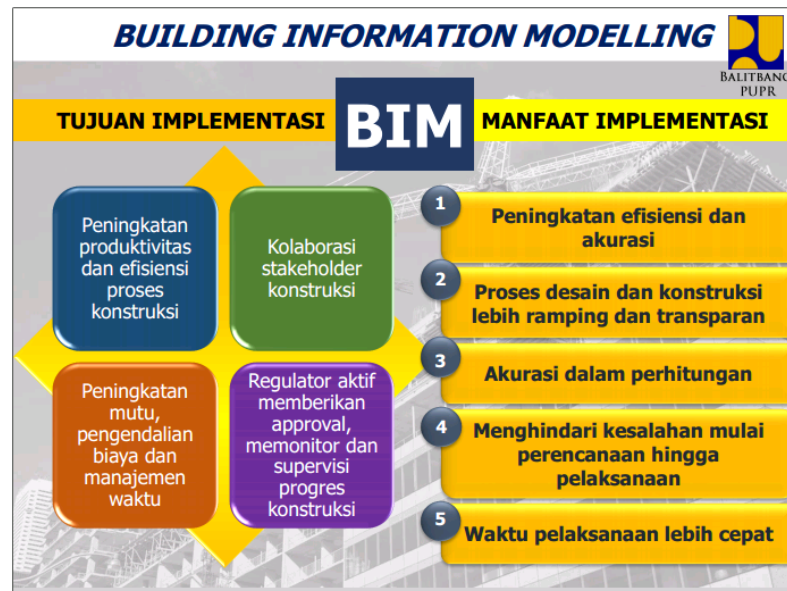 BUILDING INFORMATION MODELLING
BALITBANG
PUPR
TUJUAN IMPLEMENTASI
BIM
MANFAAT IMPLEMENTASI
Peningkatan
produktivitas
dan efisiensi
proses
konstruksi
Kolaborasi
stakeholder
konstruksi
Peningkatan
mutu,
pengendalian
biaya dan
manajemen
waktu
Regulator aktif
memberikan
approval,
memonitor dan
supervisi
progres
konstruksi
1
Peningkatan efisiensi dan
akurasi
2
Proses desain dan konstruksi
lebih ramping dan transparan
3
Akurasi dalam perhitungan
4
Menghindari kesalahan mulai
perencanaan hingga
pelaksanaan
5
Waktu pelaksanaan lebih cepat